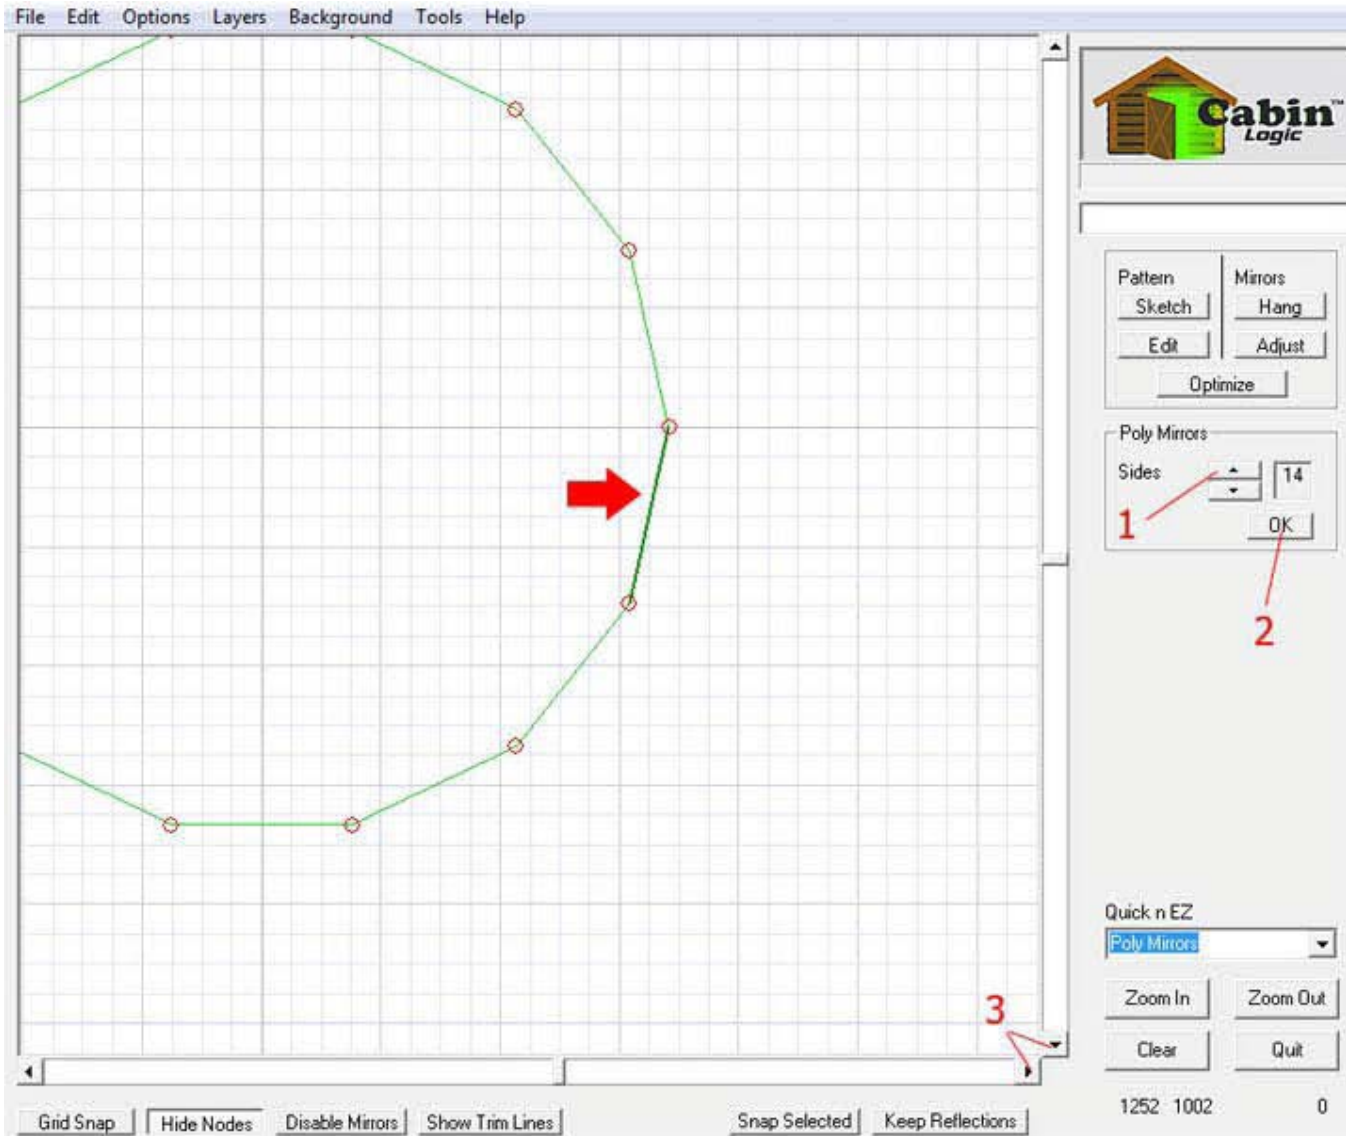 File Edit Options Layers Background Tools Help
Cabin™
Logic
Pattern Mirrors
Sketch Hang
Edit Adjust
Optimize
Poly Mirrors
Sides 14
1
OK
2
Quick n EZ
Poly Mirrors
Zoom In Zoom Out
3
Clear Quit
1252 1002 0
Grid Snap Hide Nodes Disable Mirrors Show Trim Lines Snap Selected Keep Reflections